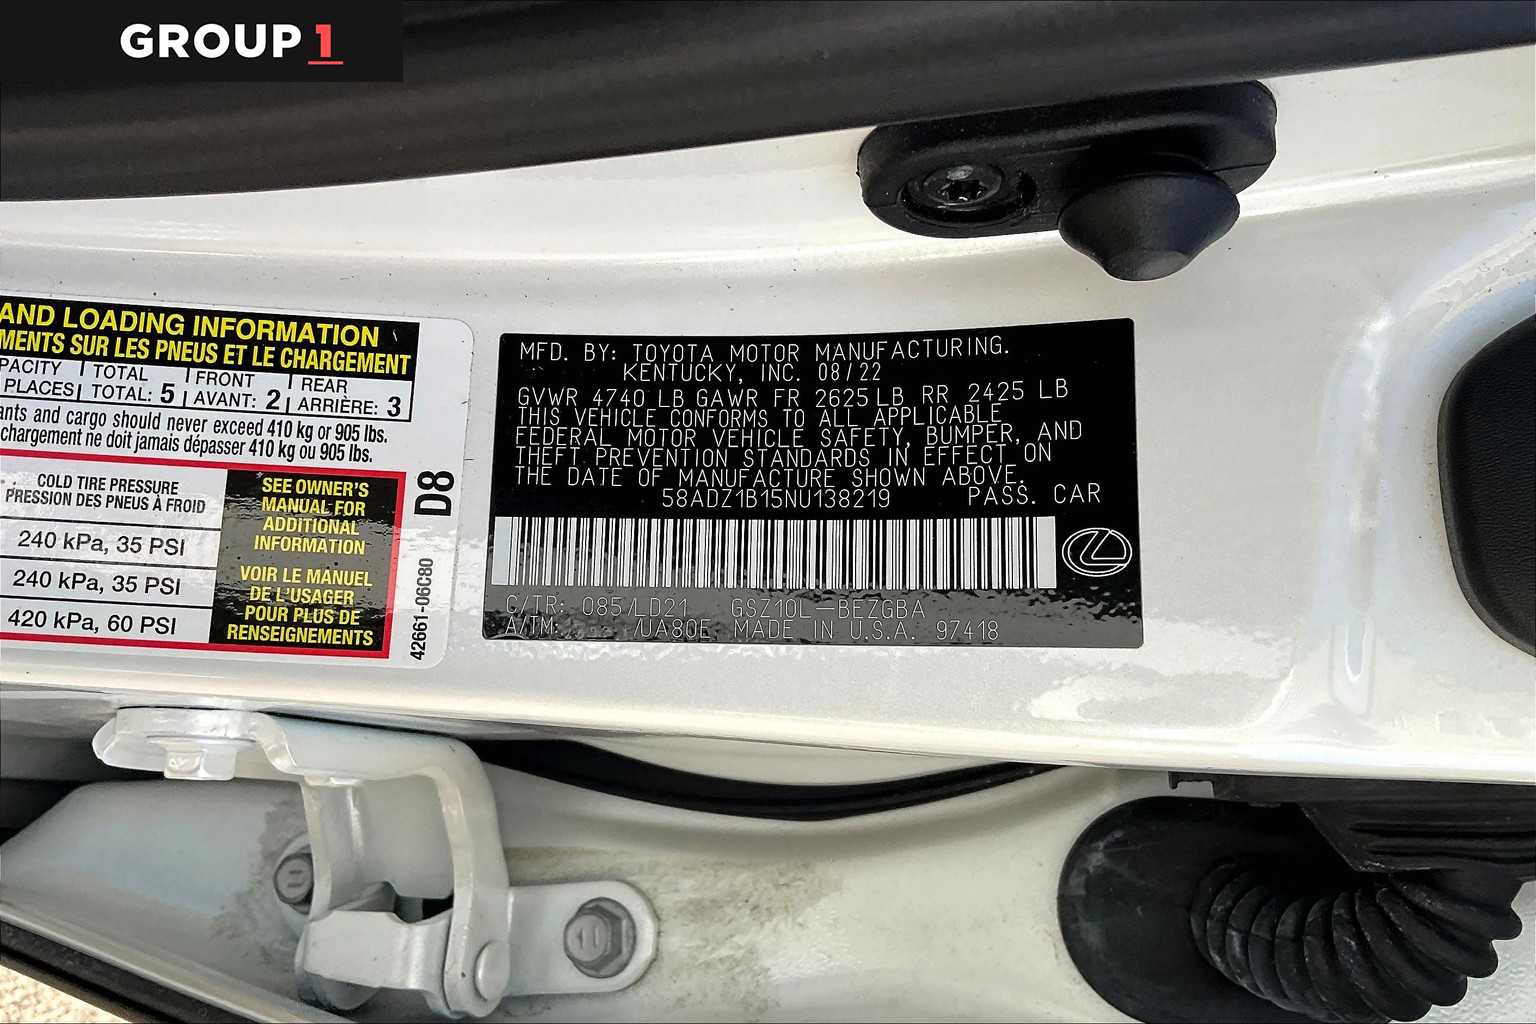 GROUP 1
AND LOADING INFORMATION
MENTS SUR LES PNEUS ET LE CHARGEMENT
PACITY TOTAL FRONT REAR
PLACES TOTAL: 5 AVANT: 2 ARRIÈRE: 3
ants and cargo should never exceed 410 kg or 905 lbs.
chargement ne doit jamais dépasser 410 kg ou 905 lbs.
COLD TIRE PRESSURE
PRESSION DES PNEUS À FROID
240 kPa, 35 PSI
240 kPa, 35 PSI
420 kPa, 60 PSI
SEE OWNER'S
MANUAL FOR
ADDITIONAL
INFORMATION
VOIR LE MANUEL
DE L'USAGER
POUR PLUS DE
RENSEIGNEMENTS
D8
42661-06C80
MFD. BY: TOYOTA MOTOR MANUFACTURING.
KENTUCKY, INC. 08/22
GVWR 4740 LB GAWR FR 2625 LB RR 2425 LB
THIS VEHICLE CONFORMS TO ALL APPLICABLE
FEDERAL MOTOR VEHICLE SAFETY, BUMPER, AND
THEFT PREVENTION STANDARDS IN EFFECT ON
THE DATE OF MANUFACTURE SHOWN ABOVE.
58ADZ1B15NU138219 PASS. CAR
C/TR: 085/LD21 GSZ10L-BEZGBA
A/TM: /UA80E MADE IN U.S.A. 97418